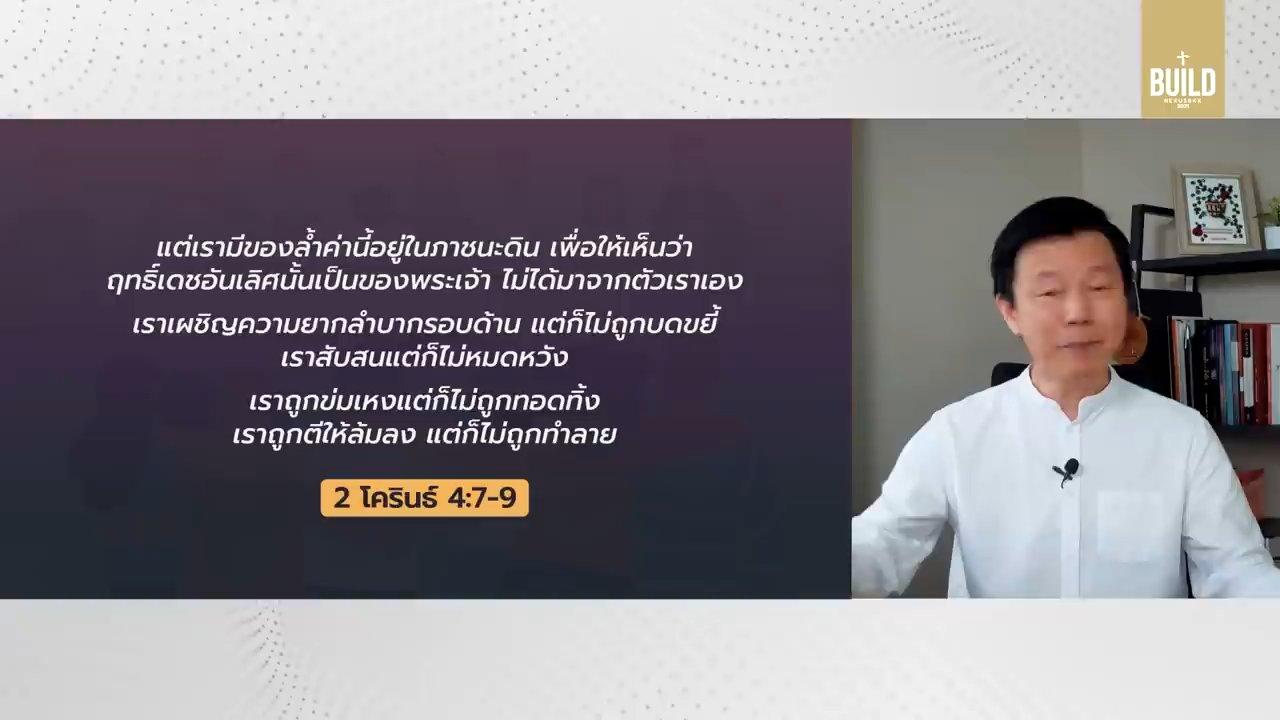 BUILD
NEXUSBKK
2021
แต่เรามีของล้ำค่านี้อยู่ในภาชนะดิน เพื่อให้เห็นว่า
ฤทธิ์เดชอันเลิศนั้นเป็นของพระเจ้า ไม่ได้มาจากตัวเราเอง
เราเผชิญความยากลำบากรอบด้าน แต่ก็ไม่ถูกบดขยี้
เราสับสนแต่ก็ไม่หมดหวัง
เราถูกข่มเหงแต่ก็ไม่ถูกทอดทิ้ง
เราถูกตีให้ล้มลง แต่ก็ไม่ถูกทำลาย
2 โครินธ์ 4:7-9